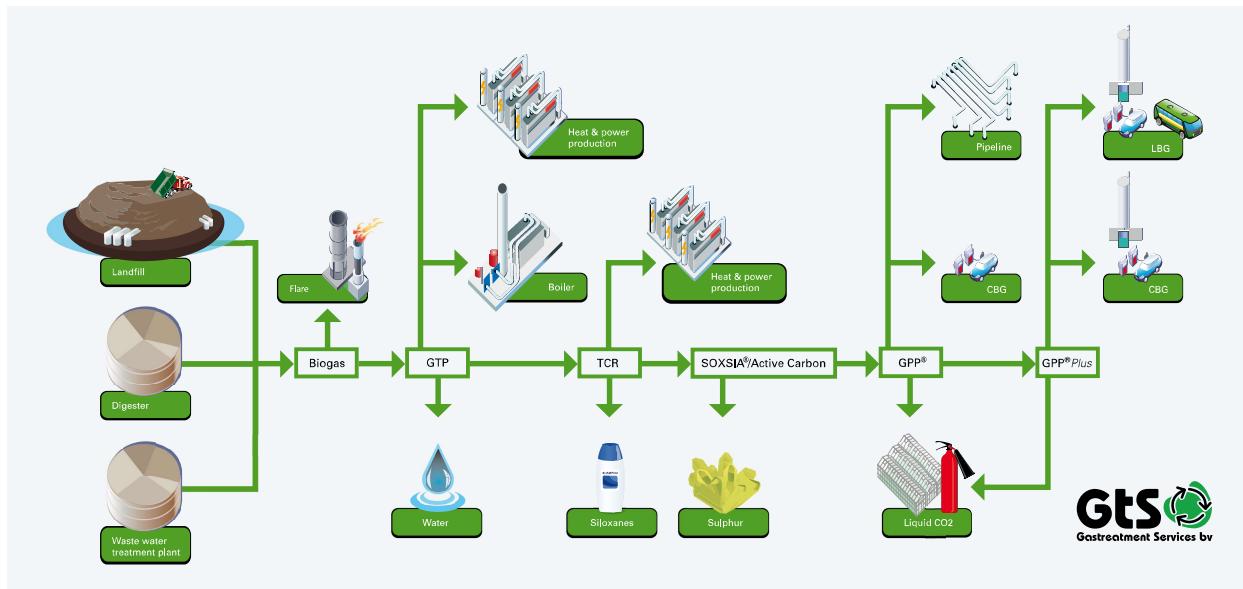 Heat & power
production
Pipeline
LBG
Landfill
Flare
Boiler
Heat & power
production
CBG
CBG
Biogas
GTP
TCR
SOXSIA®/Active Carbon
GPP®
GPP®Plus
Digester
Water
Siloxanes
Sulphur
Liquid CO2
Waste water
treatment plant
GtS
Gastreatment Services bv